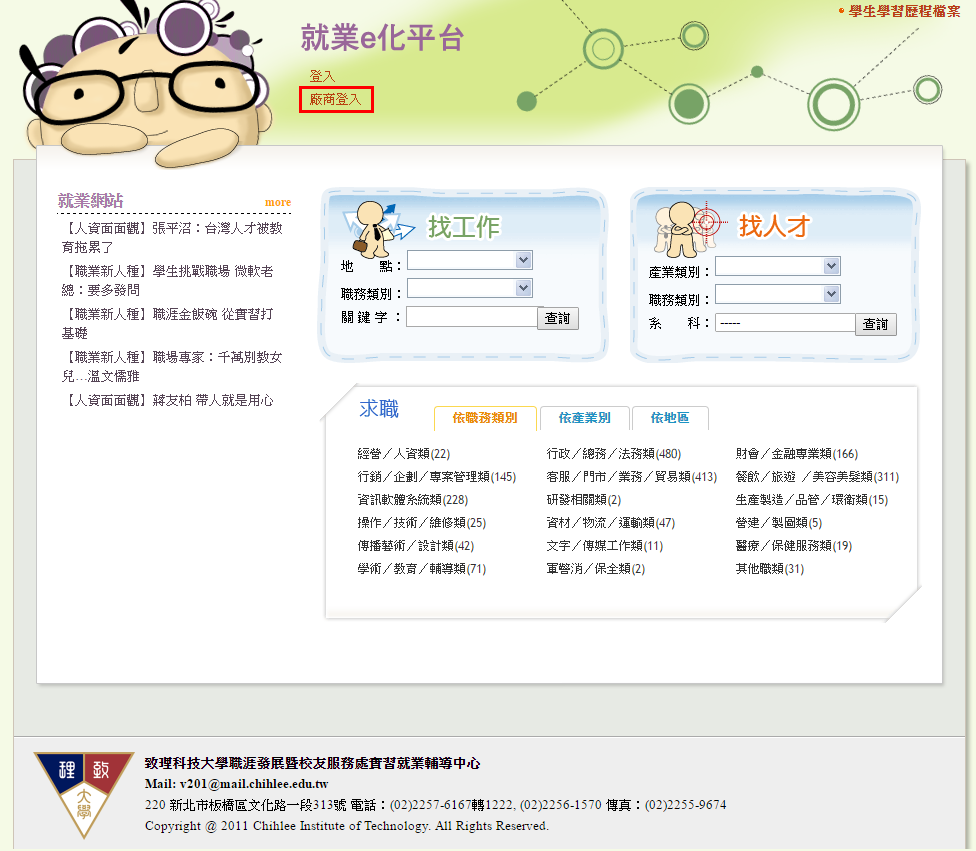 學生學習歷程檔案
就業e化平台
登入
廠商登入
就業網站 more
【人資面面觀】張平沼：台灣人才被教
育拖累了
【職業新人種】學生挑戰職場 微軟老
總：要多發問
【職業新人種】職涯金飯碗 從實習打
基礎
【職業新人種】職場專家：千萬別教女
兒...溫文儒雅
【人資面面觀】蔣友柏 帶人就是用心
找工作
地 點：
職務類別：
關 鍵 字： 查詢
找人才
產業類別：
職務類別：
系 科： ----- 查詢
求職 依職務類別 依產業別 依地區
經營／人資類(22) 行政／總務／法務類(480) 財會／金融專業類(166)
行銷／企劃／專案管理類(145) 客服／門市／業務／貿易類(413) 餐飲／旅遊 ／美容美髮類(311)
資訊軟體系統類(228) 研發相關類(2) 生產製造／品管／環衛類(15)
操作／技術／維修類(25) 資材／物流／運輸類(47) 營建／製圖類(5)
傳播藝術／設計類(42) 文字／傳媒工作類(11) 醫療／保健服務類(19)
學術／教育／輔導類(71) 軍警消／保全類(2) 其他職類(31)
理 致
大
學
致理科技大學職涯發展暨校友服務處實習就業輔導中心
Mail: v201@mail.chihlee.edu.tw
220 新北市板橋區文化路一段313號 電話：(02)2257-6167轉1222, (02)2256-1570 傳真：(02)2255-9674
Copyright @ 2011 Chihlee Institute of Technology. All Rights Reserved.